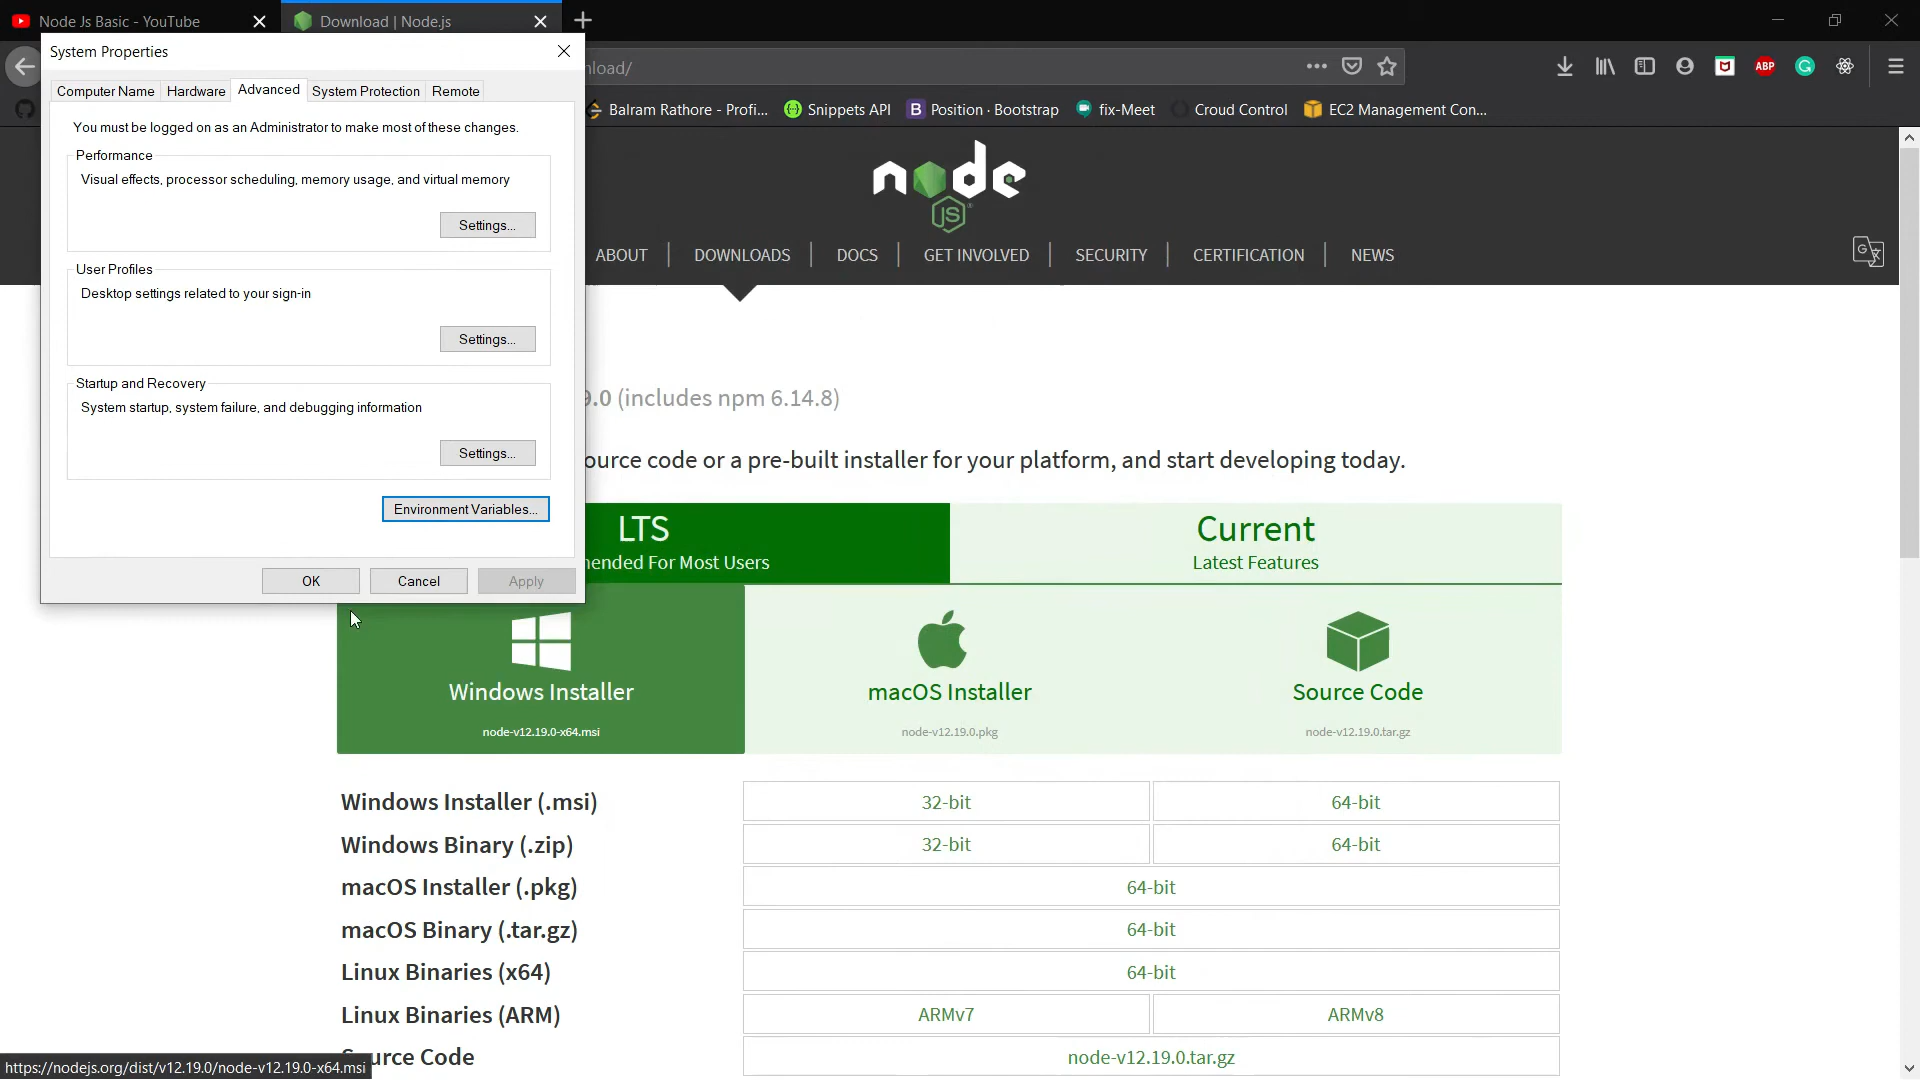 Node Js Basic - YouTube
Download | Node.js
System Properties
nload/
Computer Name
Hardware
Advanced
System Protection
Remote
ABP
Balram Rathore - Profi...
Snippets API
B Position · Bootstrap
fix-Meet
Croud Control
EC2 Management Con...
You must be logged on as an Administrator to make most of these changes.
Performance
Visual effects, processor scheduling, memory usage, and virtual memory
Settings...
User Profiles
Desktop settings related to your sign-in
Settings...
Startup and Recovery
System startup, system failure, and debugging information
Settings...
Environment Variables...
OK
Cancel
Apply
node
JS
ABOUT
DOWNLOADS
DOCS
GET INVOLVED
SECURITY
CERTIFICATION
NEWS
9.0 (includes npm 6.14.8)
ource code or a pre-built installer for your platform, and start developing today.
LTS
ended For Most Users
Current
Latest Features
Windows Installer
node-v12.19.0-x64.msi
macOS Installer
node-v12.19.0.pkg
Source Code
node-v12.19.0.tar.gz
Windows Installer (.msi)
32-bit
64-bit
Windows Binary (.zip)
32-bit
64-bit
macOS Installer (.pkg)
64-bit
macOS Binary (.tar.gz)
64-bit
Linux Binaries (x64)
64-bit
Linux Binaries (ARM)
ARMv7
ARMv8
Source Code
node-v12.19.0.tar.gz
https://nodejs.org/dist/v12.19.0/node-v12.19.0-x64.msi